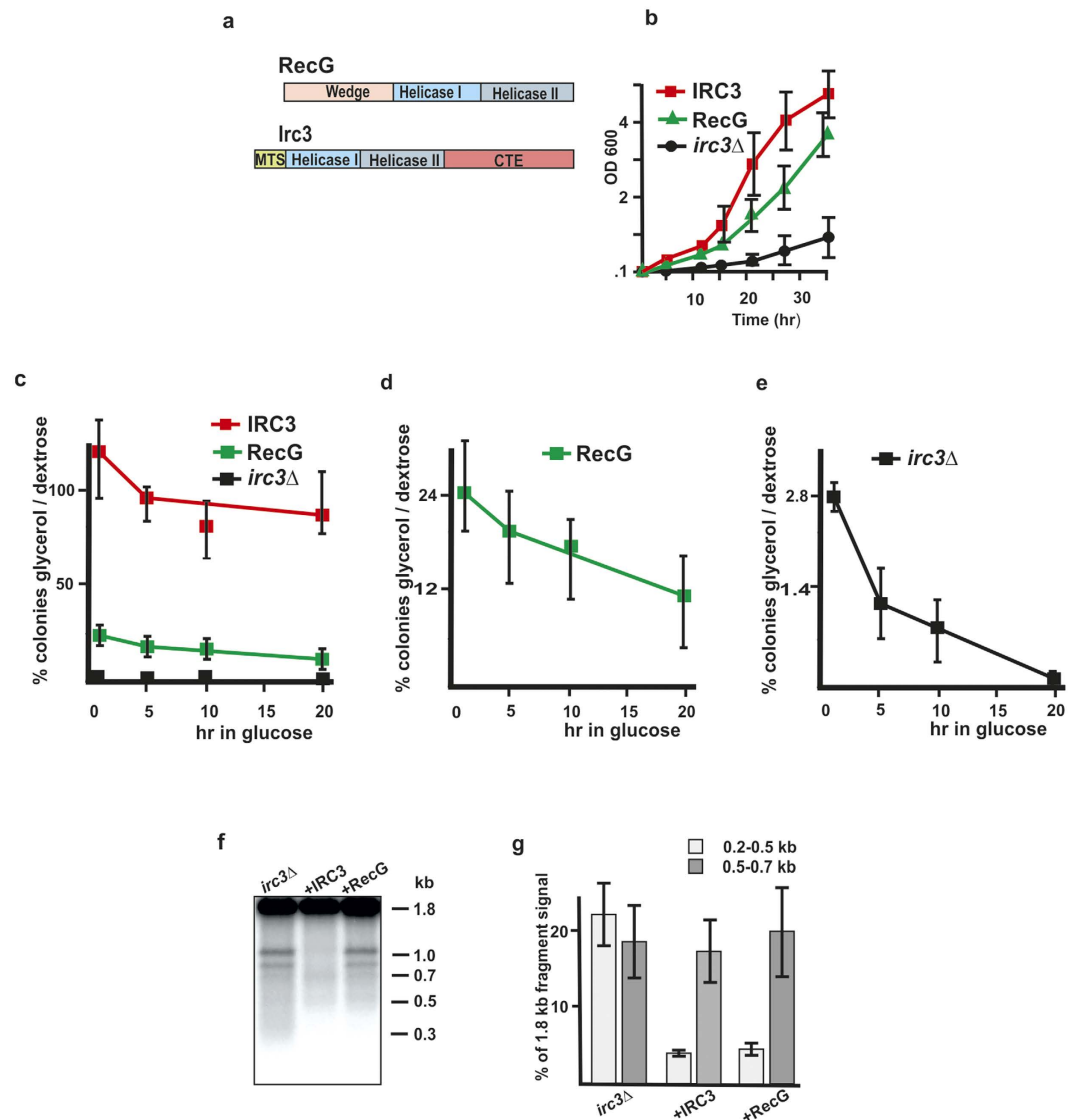 a
RecG
Wedge Helicase I Helicase II
Irc3
MTS Helicase I Helicase II CTE
b
IRC3
RecG
irc3Δ
OD 600
4
2
.1
10 20 30
Time (hr)
c
IRC3
RecG
irc3Δ
% colonies glycerol / dextrose
100
50
0 5 10 15 20
hr in glucose
d
RecG
% colonies glycerol / dextrose
24
12
0 5 10 15 20
hr in glucose
e
irc3Δ
% colonies glycerol / dextrose
2.8
1.4
0 5 10 15 20
hr in glucose
f
irc3Δ +IRC3 +RecG kb
1.8
1.0
0.7
0.5
0.3
g
0.2-0.5 kb
0.5-0.7 kb
% of 1.8 kb fragment signal
20
10
irc3Δ +IRC3 +RecG